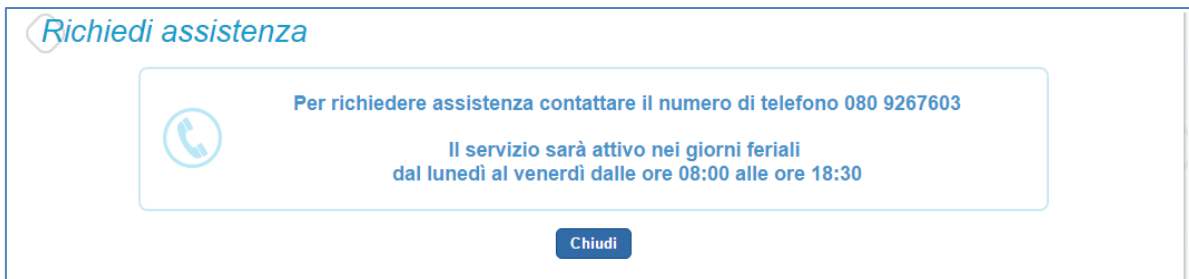 Richiedi assistenza
Per richiedere assistenza contattare il numero di telefono 080 9267603
Il servizio sarà attivo nei giorni feriali
dal lunedì al venerdì dalle ore 08:00 alle ore 18:30
Chiudi